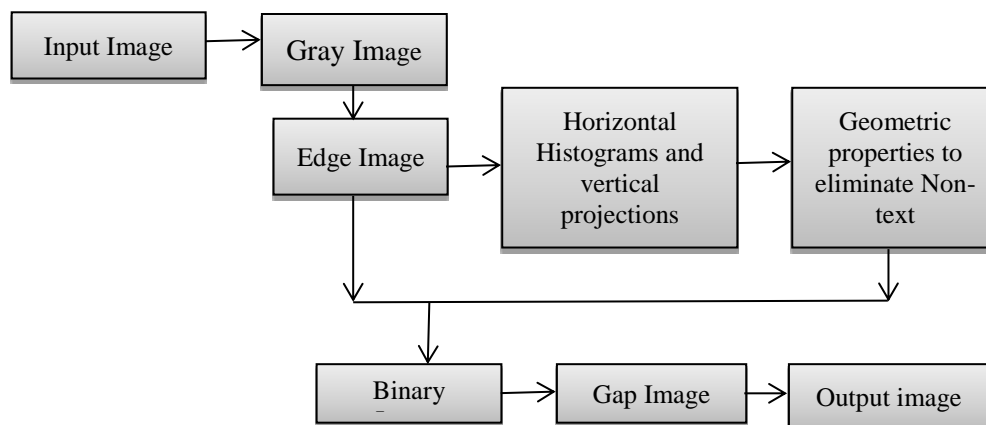 Input Image
Gray Image
Edge Image
Horizontal
Histograms and
vertical
projections
Geometric
properties to
eliminate Non-
text
Binary
Gap Image
Output image